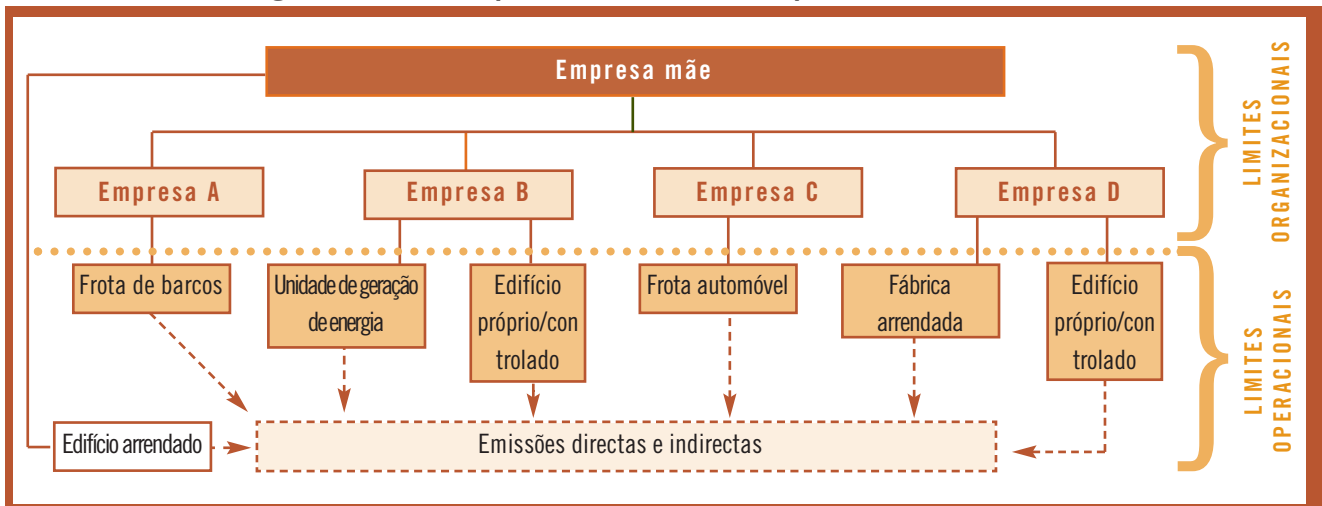 Empresa mãe
Empresa A
Empresa B
Empresa C
Empresa D
LIMITES
ORGANIZACIONAIS
Frota de barcos
Unidade de geração
de energia
Edifício
próprio/con
trolado
Frota automóvel
Fábrica
arrendada
Edifício
próprio/con
trolado
LIMITES
OPERACIONAIS
Edifício arrendado
Emissões directas e indirectas